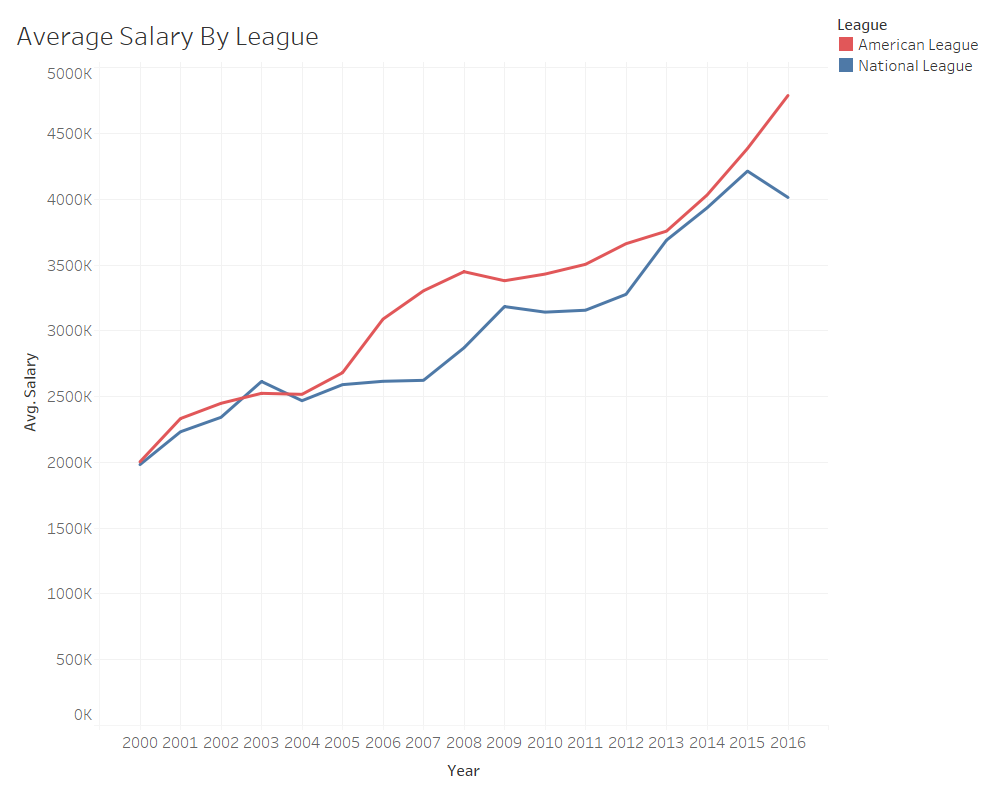 Average Salary By League
League
American League
National League
5000K
4500K
4000K
3500K
3000K
2500K
2000K
1500K
1000K
500K
0K
Avg. Salary
2000 2001 2002 2003 2004 2005 2006 2007 2008 2009 2010 2011 2012 2013 2014 2015 2016
Year